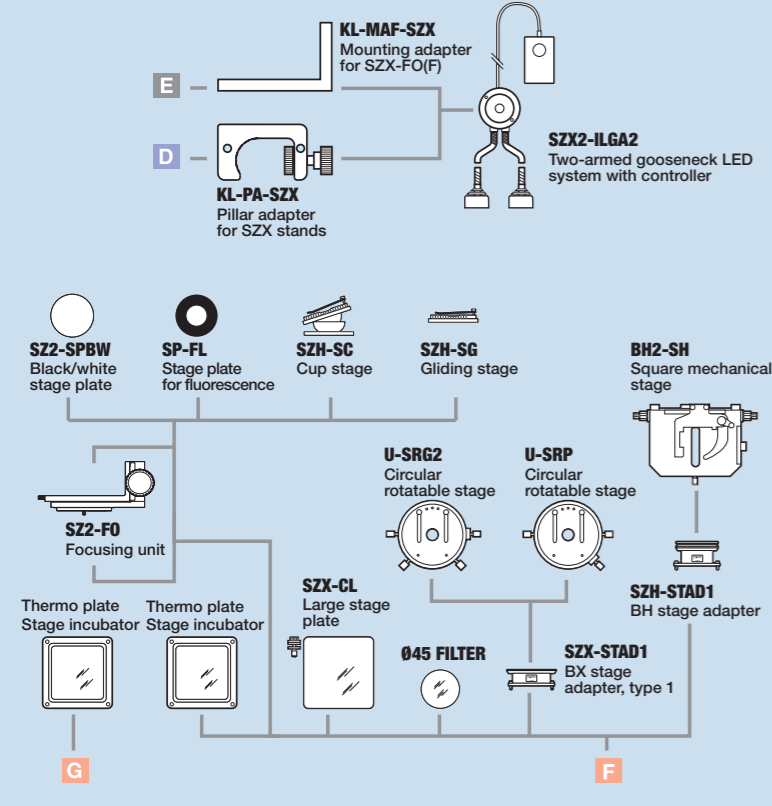 KL-MAF-SZX
Mounting adapter
for SZX-FO(F)
E
D
KL-PA-SZX
Pillar adapter
for SZX stands
SZX2-ILGA2
Two-armed gooseneck LED
system with controller
SZ2-SPBW
Black/white
stage plate
SP-FL
Stage plate
for fluorescence
SZH-SC
Cup stage
SZH-SG
Gliding stage
BH2-SH
Square mechanical
stage
U-SRG2
Circular
rotatable stage
U-SRP
Circular
rotatable stage
SZ2-FO
Focusing unit
SZH-STAD1
BH stage adapter
Thermo plate
Stage incubator
Thermo plate
Stage incubator
SZX-CL
Large stage
plate
Ø45 FILTER
SZX-STAD1
BX stage
adapter, type 1
G
F